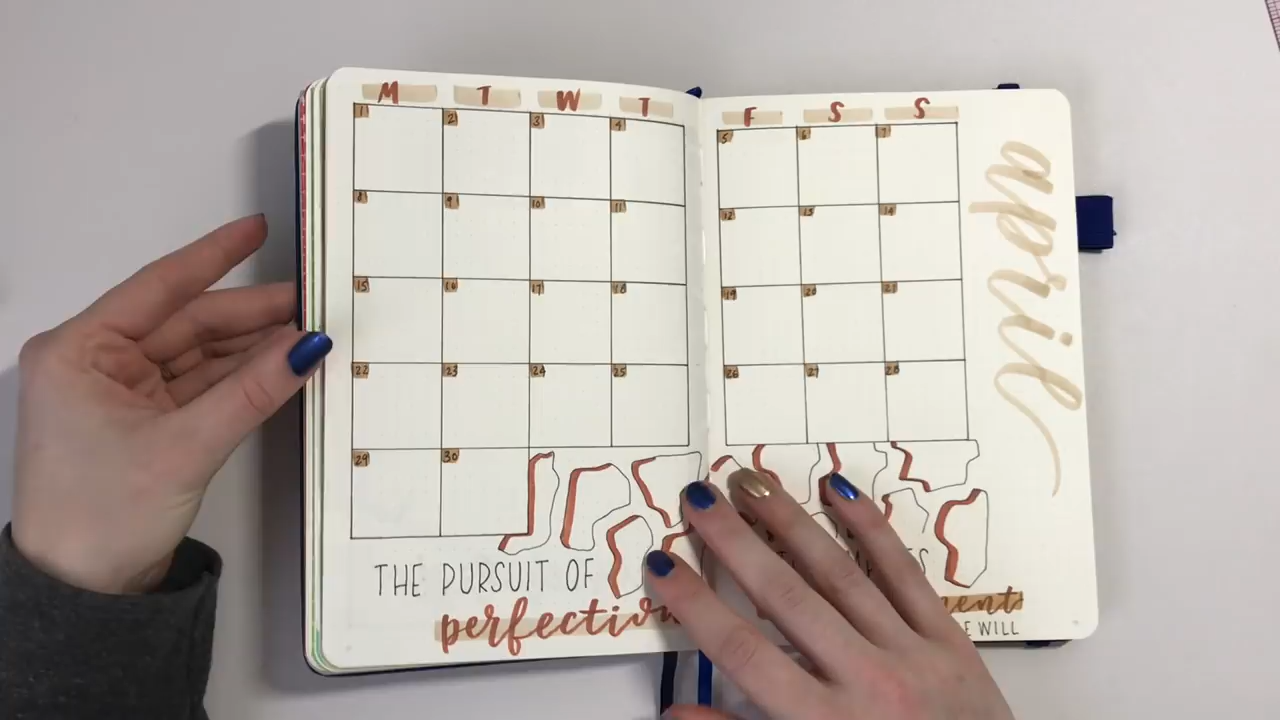 M T W T F S S
1 2 3 4 5 6 7
8 9 10 11 12 13 14
15 16 17 18 19 20 21
22 23 24 25 26 27 28
29 30
april
THE PURSUIT OF
perfection
WILL